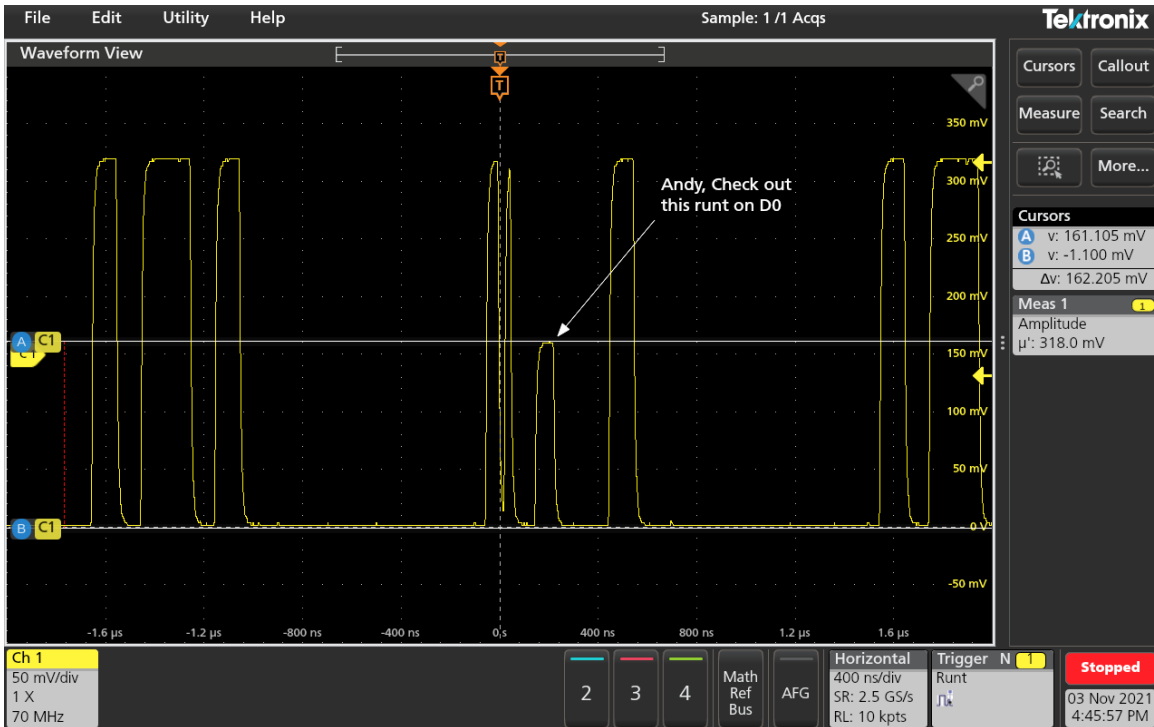 File Edit Utility Help
Sample: 1 /1 Acqs
Tektronix
Waveform View
T
T
Cursors Callout
Measure Search
More...
350 mV
300 mV
250 mV
200 mV
150 mV
100 mV
50 mV
0 V
-50 mV
Andy, Check out
this runt on D0
A C1
C1
B C1
-1.6 µs -1.2 µs -800 ns -400 ns 0 s 400 ns 800 ns 1.2 µs 1.6 µs
Cursors
A v: 161.105 mV
B v: -1.100 mV
Δv: 162.205 mV
Meas 1 1
Amplitude
µ': 318.0 mV
Ch 1
50 mV/div
1 X
70 MHz
2 3 4
Math
Ref
Bus
AFG
Horizontal
400 ns/div
SR: 2.5 GS/s
RL: 10 kpts
Trigger N 1
Runt
Stopped
03 Nov 2021
4:45:57 PM